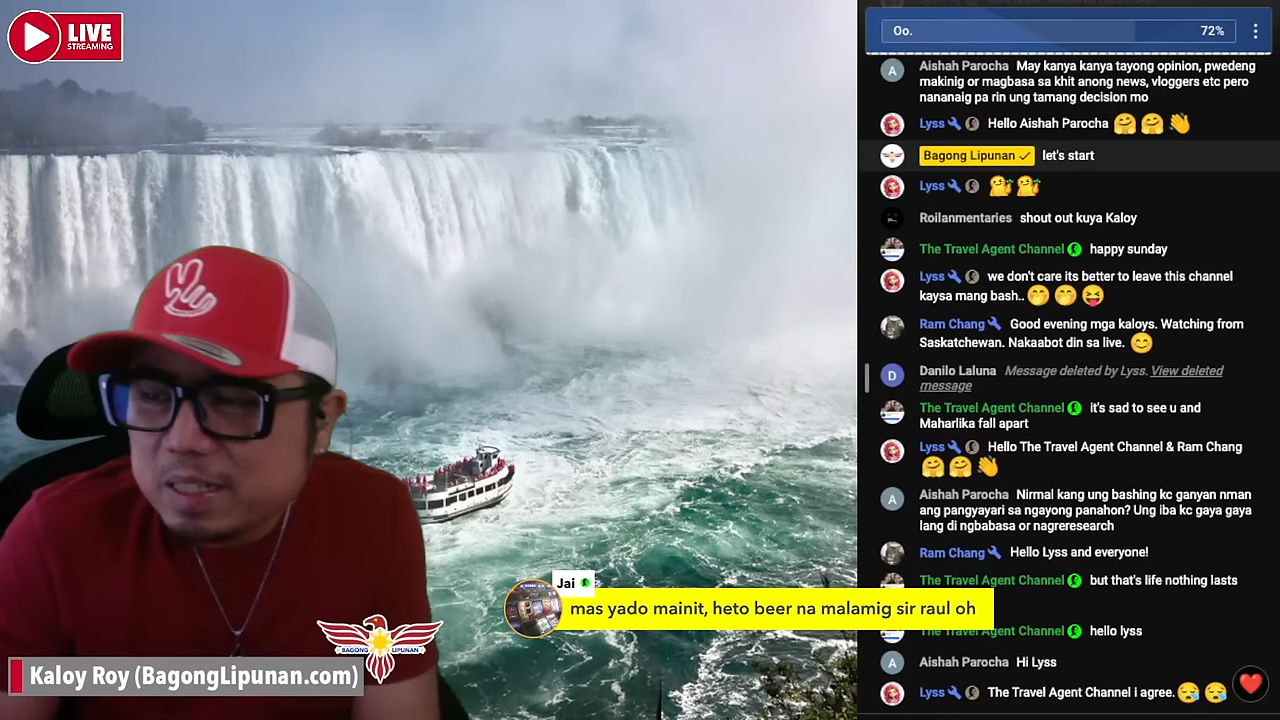 LIVE
STREAMING
Oo.
72%
Aishah Parocha May kanya kanya tayong opinion, pwedeng
makinig or magbasa sa khit anong news, vloggers etc pero
nananaig pa rin ung tamang decision mo
Lyss Hello Aishah Parocha 🤗 🤗 👋
Bagong Lipunan let's start
Lyss
Roilanmentaries shout out kuya Kaloy
The Travel Agent Channel happy sunday
Lyss we don't care its better to leave this channel
kaysa mang bash.. 🤭 🤭 😝
Ram Chang Good evening mga kaloys. Watching from
Saskatchewan. Nakaabot din sa live. 😊
D
Danilo Laluna Message deleted by Lyss. View deleted
message
The Travel Agent Channel it's sad to see u and
Maharlika fall apart
Lyss Hello The Travel Agent Channel & Ram Chang
🤗 🤗 👋
A
Aishah Parocha Nirmal kang ung bashing kc ganyan nman
ang pangyayari sa ngayong panahon? Ung iba kc gaya gaya
lang di ngbabasa or nagreresearch
Ram Chang Hello Lyss and everyone!
The Travel Agent Channel but that's life nothing lasts
The Travel Agent Channel hello lyss
A
Aishah Parocha Hi Lyss
Lyss The Travel Agent Channel i agree. 😪 😪
Jai
mas yado mainit, heto beer na malamig sir raul oh
BAGONG LIPUNAN
Kaloy Roy (BagongLipunan.com)